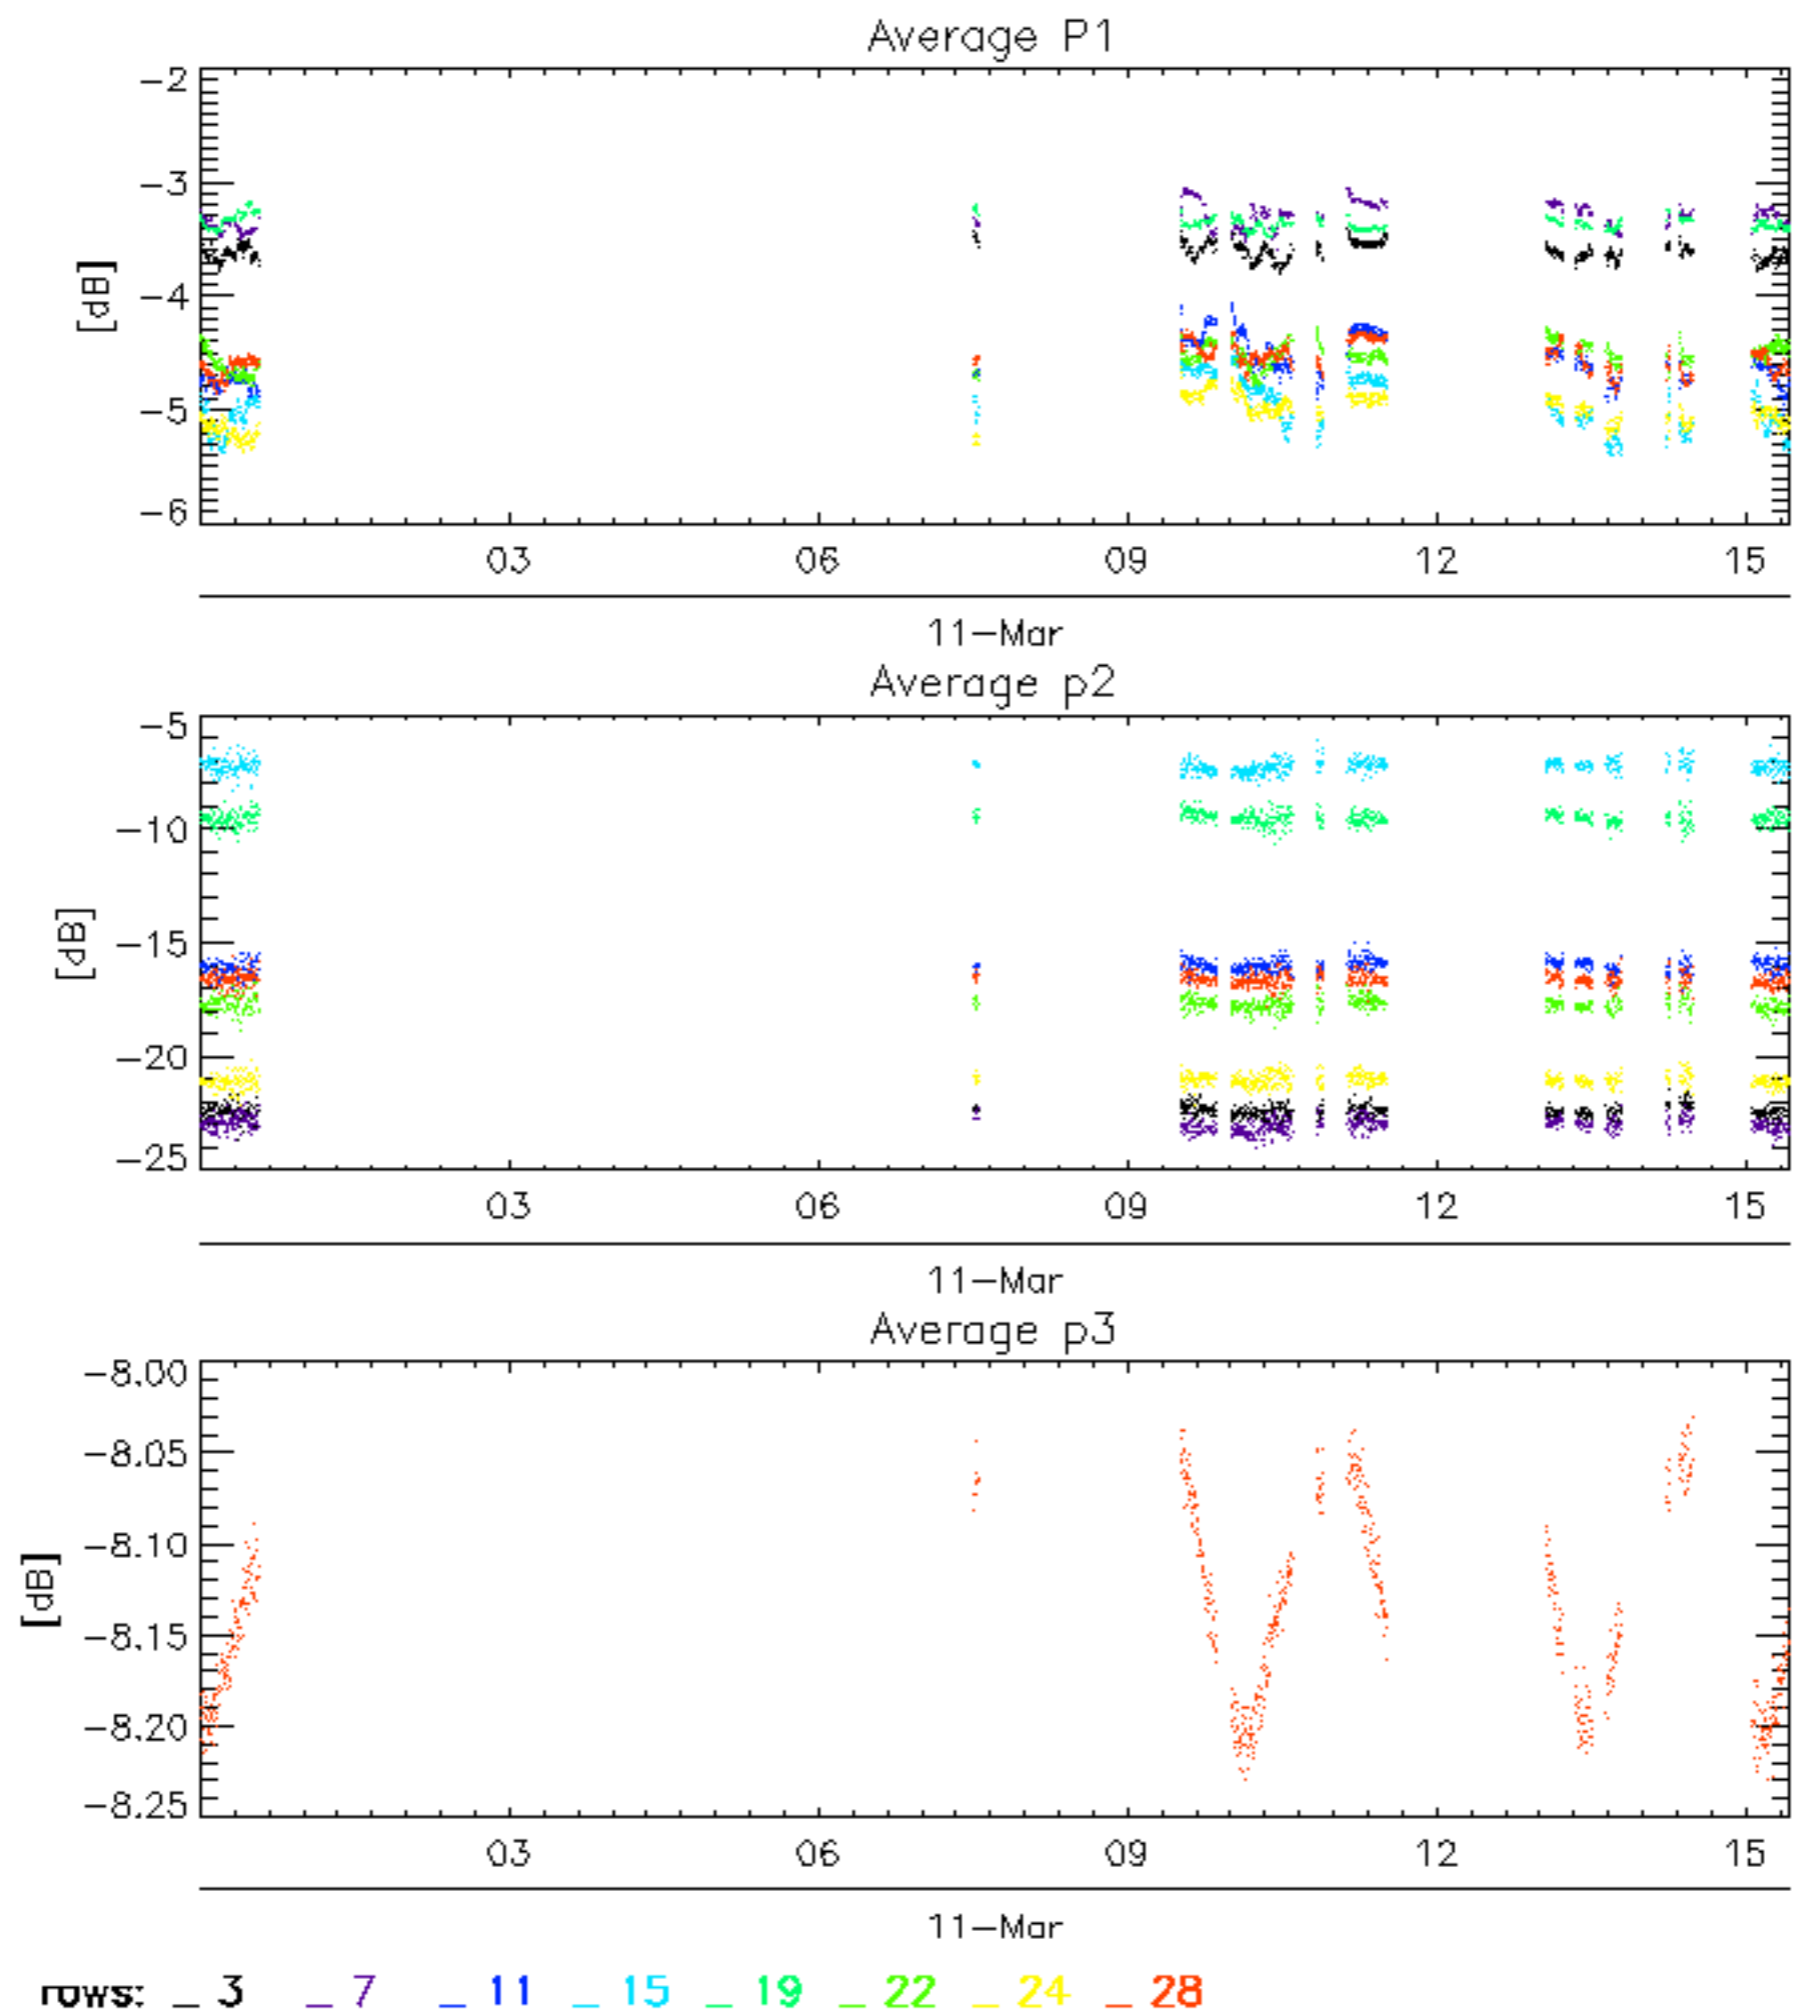 Average P1
-2
-3
-4
-5
-6
[dB]
03 06 09 12 15
11-Mar
Average p2
-5
-10
-15
-20
-25
[dB]
03 06 09 12 15
11-Mar
Average p3
-8.00
-8.05
-8.10
-8.15
-8.20
-8.25
[dB]
03 06 09 12 15
11-Mar
rows: _ 3 _ 7 _ 11 _ 15 _ 19 _ 22 _ 24 _ 28